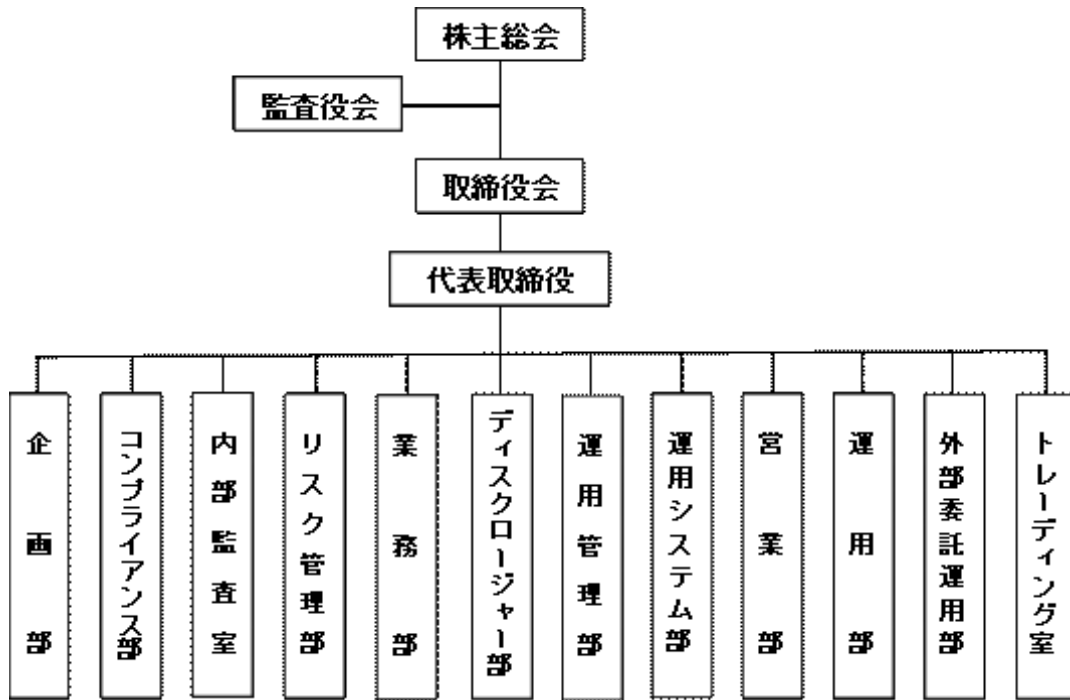 株主総会
監査役会
取締役会
代表取締役
企画部
コンプライアンス部
内部監査室
リスク管理部
業務部
ディスクロージャー部
運用管理部
運用システム部
営業部
運用部
外部委託運用部
トレーディング室